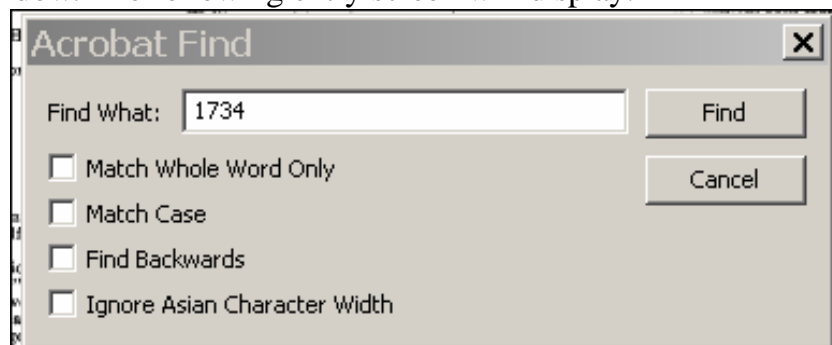 Acrobat Find
Find What: 1734 Find
Match Whole Word Only Cancel
Match Case
Find Backwards
Ignore Asian Character Width